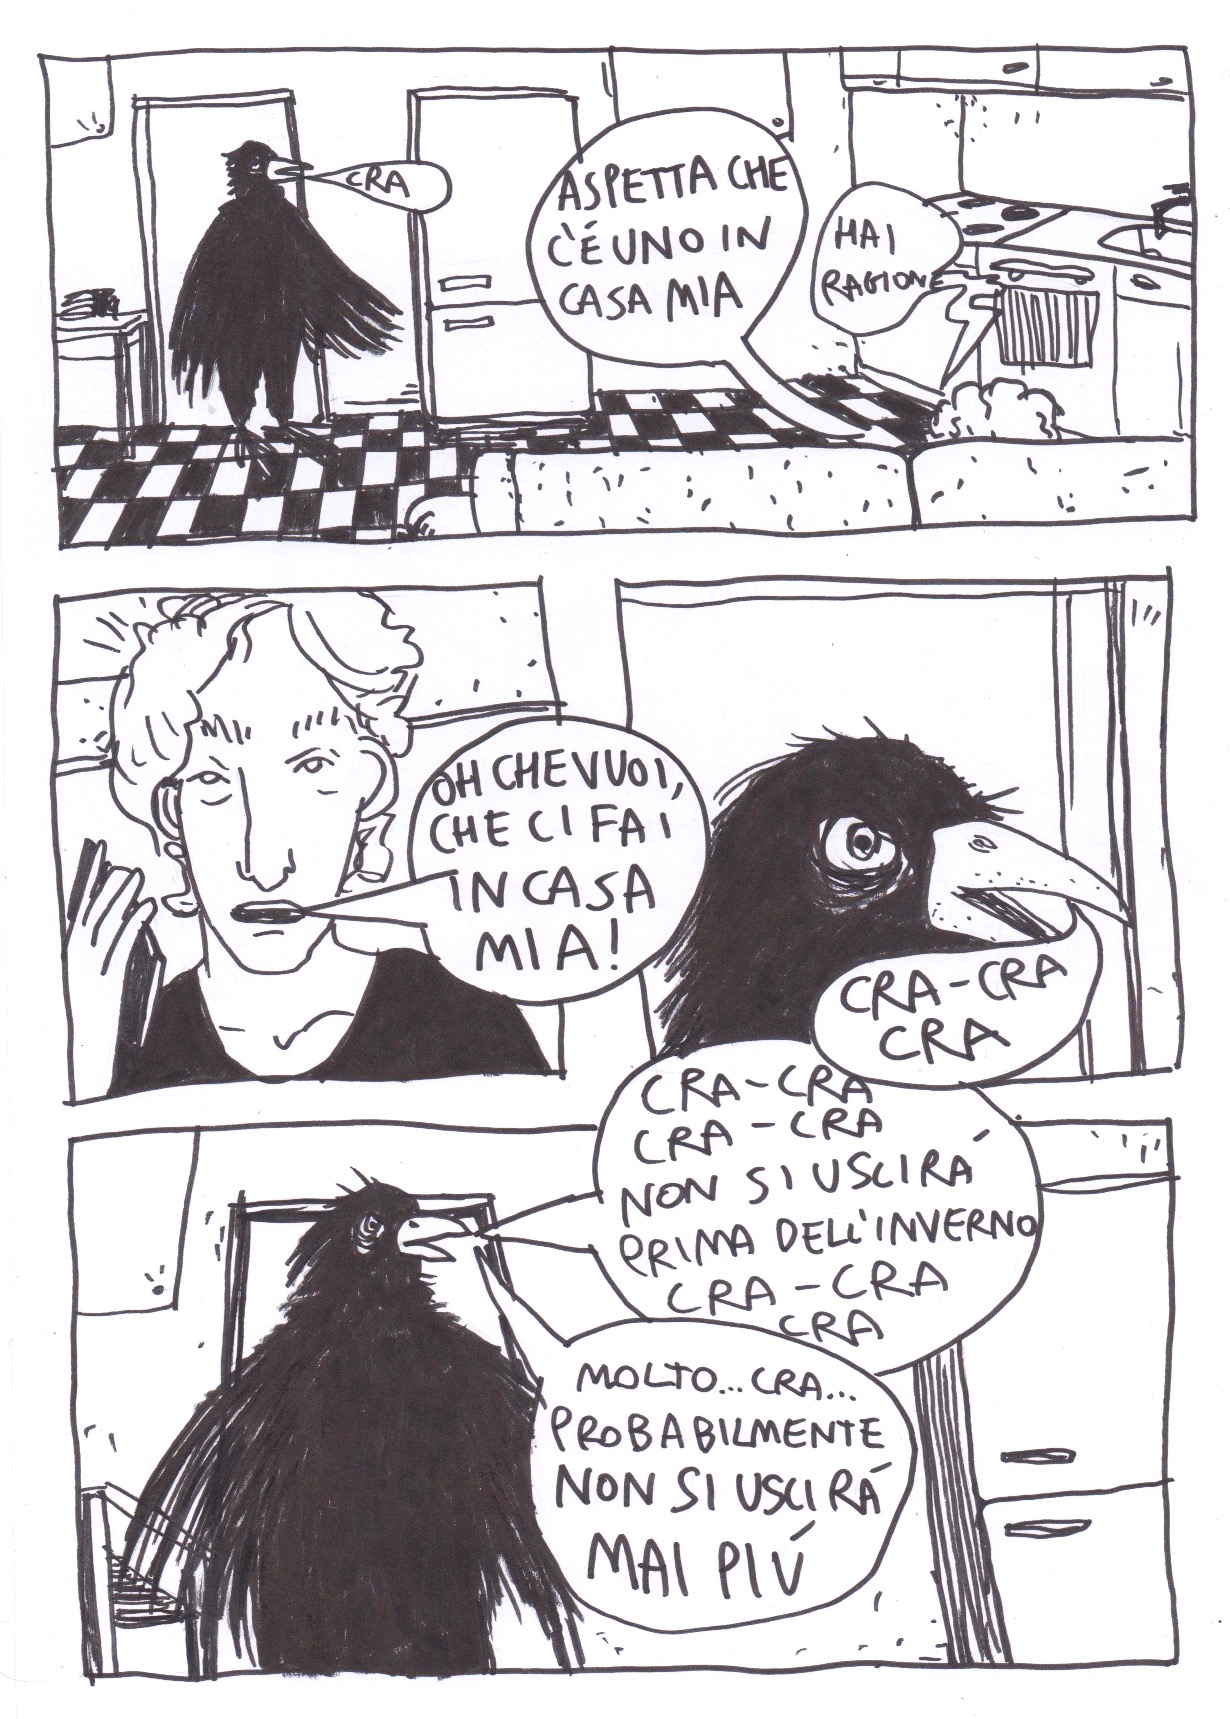 CRA
ASPETTA CHE
C'É UNO IN
CASA MIA
HAI
RAGIONE
OH CHE VUOI,
CHE CI FAI
IN CASA
MIA!
CRA-CRA
CRA
CRA-CRA
CRA-CRA
NON SI USCIRÁ
PRIMA DELL'INVERNO
CRA-CRA
CRA
MOLTO... CRA...
PROBABILMENTE
NON SI USCIRÁ
MAI PIÚ